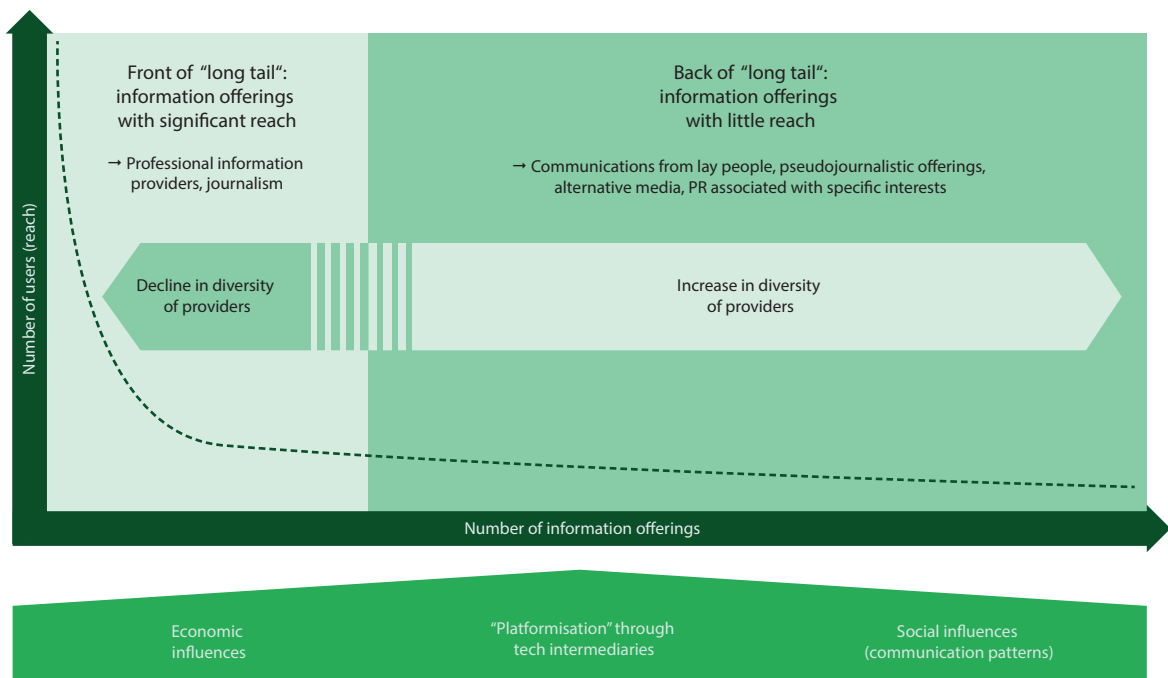 Front of “long tail“:
information offerings
with significant reach
→ Professional information
providers, journalism
Back of “long tail“:
information offerings
with little reach
→ Communications from lay people, pseudojournalistic offerings,
alternative media, PR associated with specific interests
Number of users (reach)
Decline in diversity
of providers
Increase in diversity
of providers
Number of information offerings
Economic
influences
“Platformisation” through
tech intermediaries
Social influences
(communication patterns)